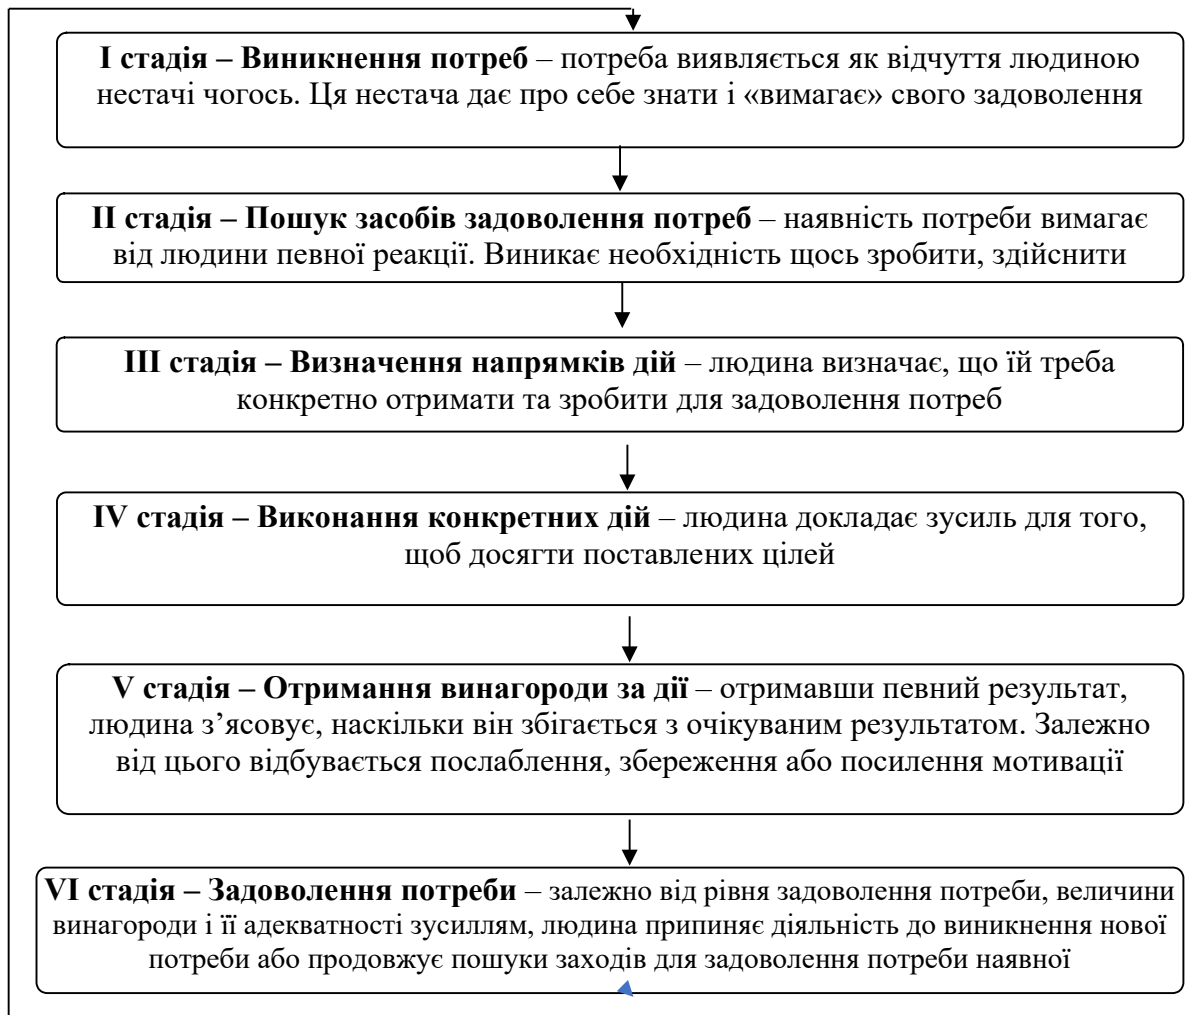 І стадія – Виникнення потреб – потреба виявляється як відчуття людиною
нестачі чогось. Ця нестача дає про себе знати і «вимагає» свого задоволення
ІІ стадія – Пошук засобів задоволення потреб – наявність потреби вимагає
від людини певної реакції. Виникає необхідність щось зробити, здійснити
ІІІ стадія – Визначення напрямків дій – людина визначає, що їй треба
конкретно отримати та зробити для задоволення потреб
IV стадія – Виконання конкретних дій – людина докладає зусиль для того,
щоб досягти поставлених цілей
V стадія – Отримання винагороди за дії – отримавши певний результат,
людина з’ясовує, наскільки він збігається з очікуваним результатом. Залежно
від цього відбувається послаблення, збереження або посилення мотивації
VI стадія – Задоволення потреби – залежно від рівня задоволення потреби, величини
винагороди і її адекватності зусиллям, людина припиняє діяльність до виникнення нової
потреби або продовжує пошуки заходів для задоволення потреби наявної